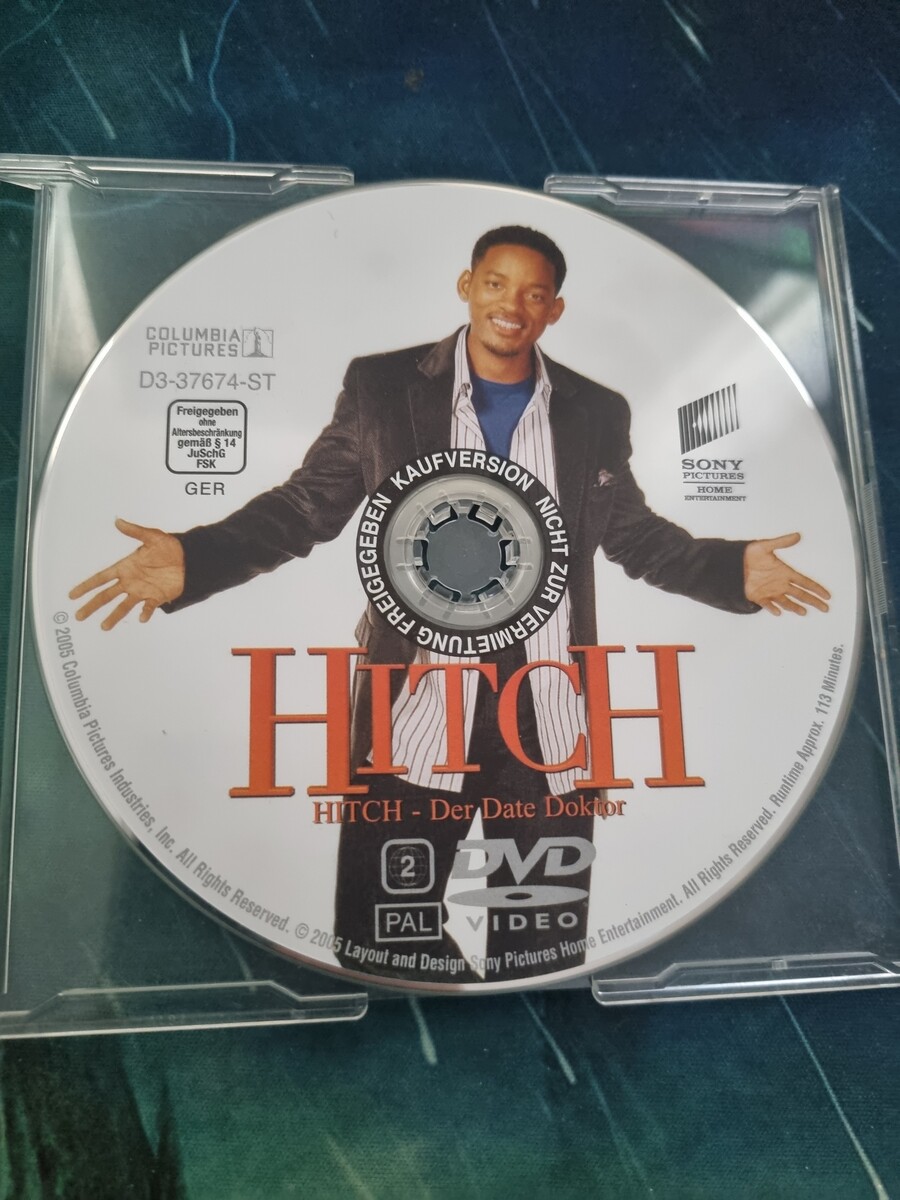 COLUMBIA
PICTURES
D3-37674-ST
Freigegeben
ohne
Altersbeschränkung
gemäß § 14
JuSchG
FSK
GER
SONY
PICTURES
HOME
ENTERTAINMENT
KAUFVERSION NICHT ZUR VERMIETUNG FREIGEGEBEN
HITCH
HITCH - Der Date Doktor
2
DVD
VIDEO
PAL
© 2005 Columbia Pictures Industries, Inc. All Rights Reserved. © 2005 Layout and Design Sony Pictures Home Entertainment. All Rights Reserved. Runtime Approx. 113 Minutes.